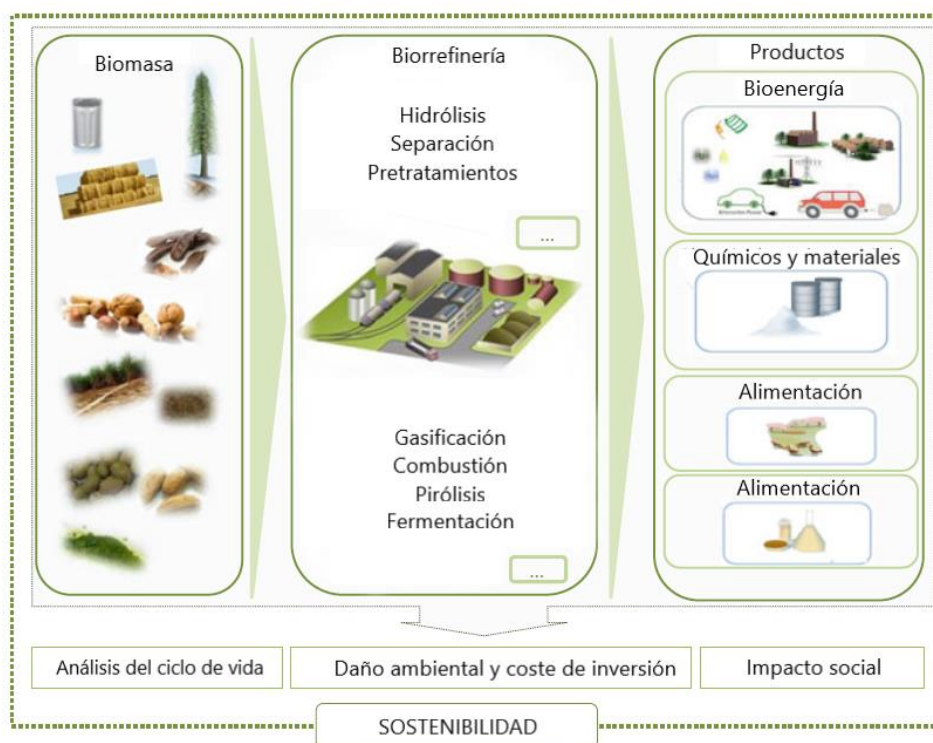 Biomasa
Biorrefinería
Hidrólisis
Separación
Pretratamientos
...
Gasificación
Combustión
Pirólisis
Fermentación
...
Productos
Bioenergía
Químicos y materiales
Alimentación
Alimentación
Análisis del ciclo de vida
Daño ambiental y coste de inversión
Impacto social
SOSTENIBILIDAD